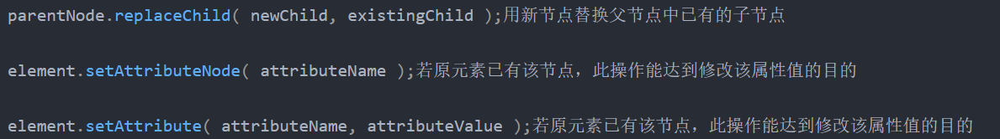 parentNode.replaceChild( newChild, existingChild );用新节点替换父节点中已有的子节点
element.setAttributeNode( attributeName );若原元素已有该节点，此操作能达到修改该属性值的目的
element.setAttribute( attributeName, attributeValue );若原元素已有该节点，此操作能达到修改该属性值的目的